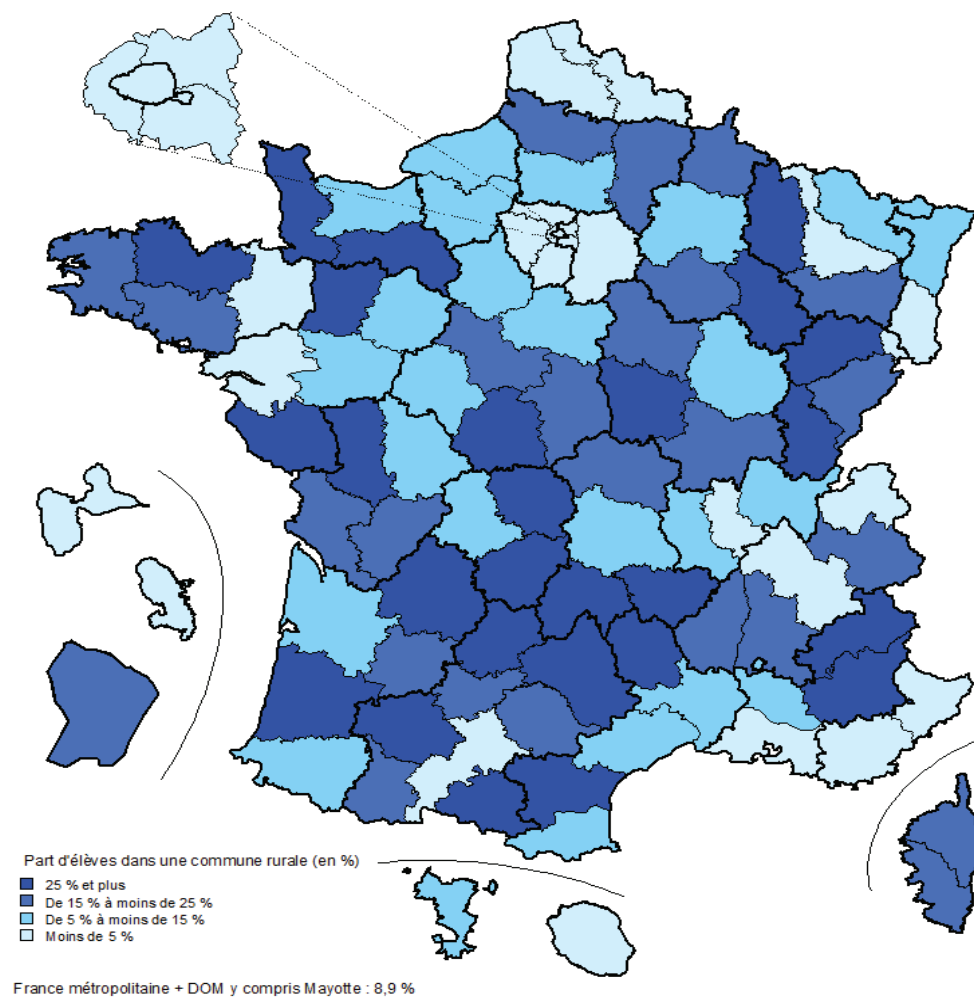 Part d'élèves dans une commune rurale (en %)
25 % et plus
De 15 % à moins de 25 %
De 5 % à moins de 15 %
Moins de 5 %
France métropolitaine + DOM y compris Mayotte : 8,9 %